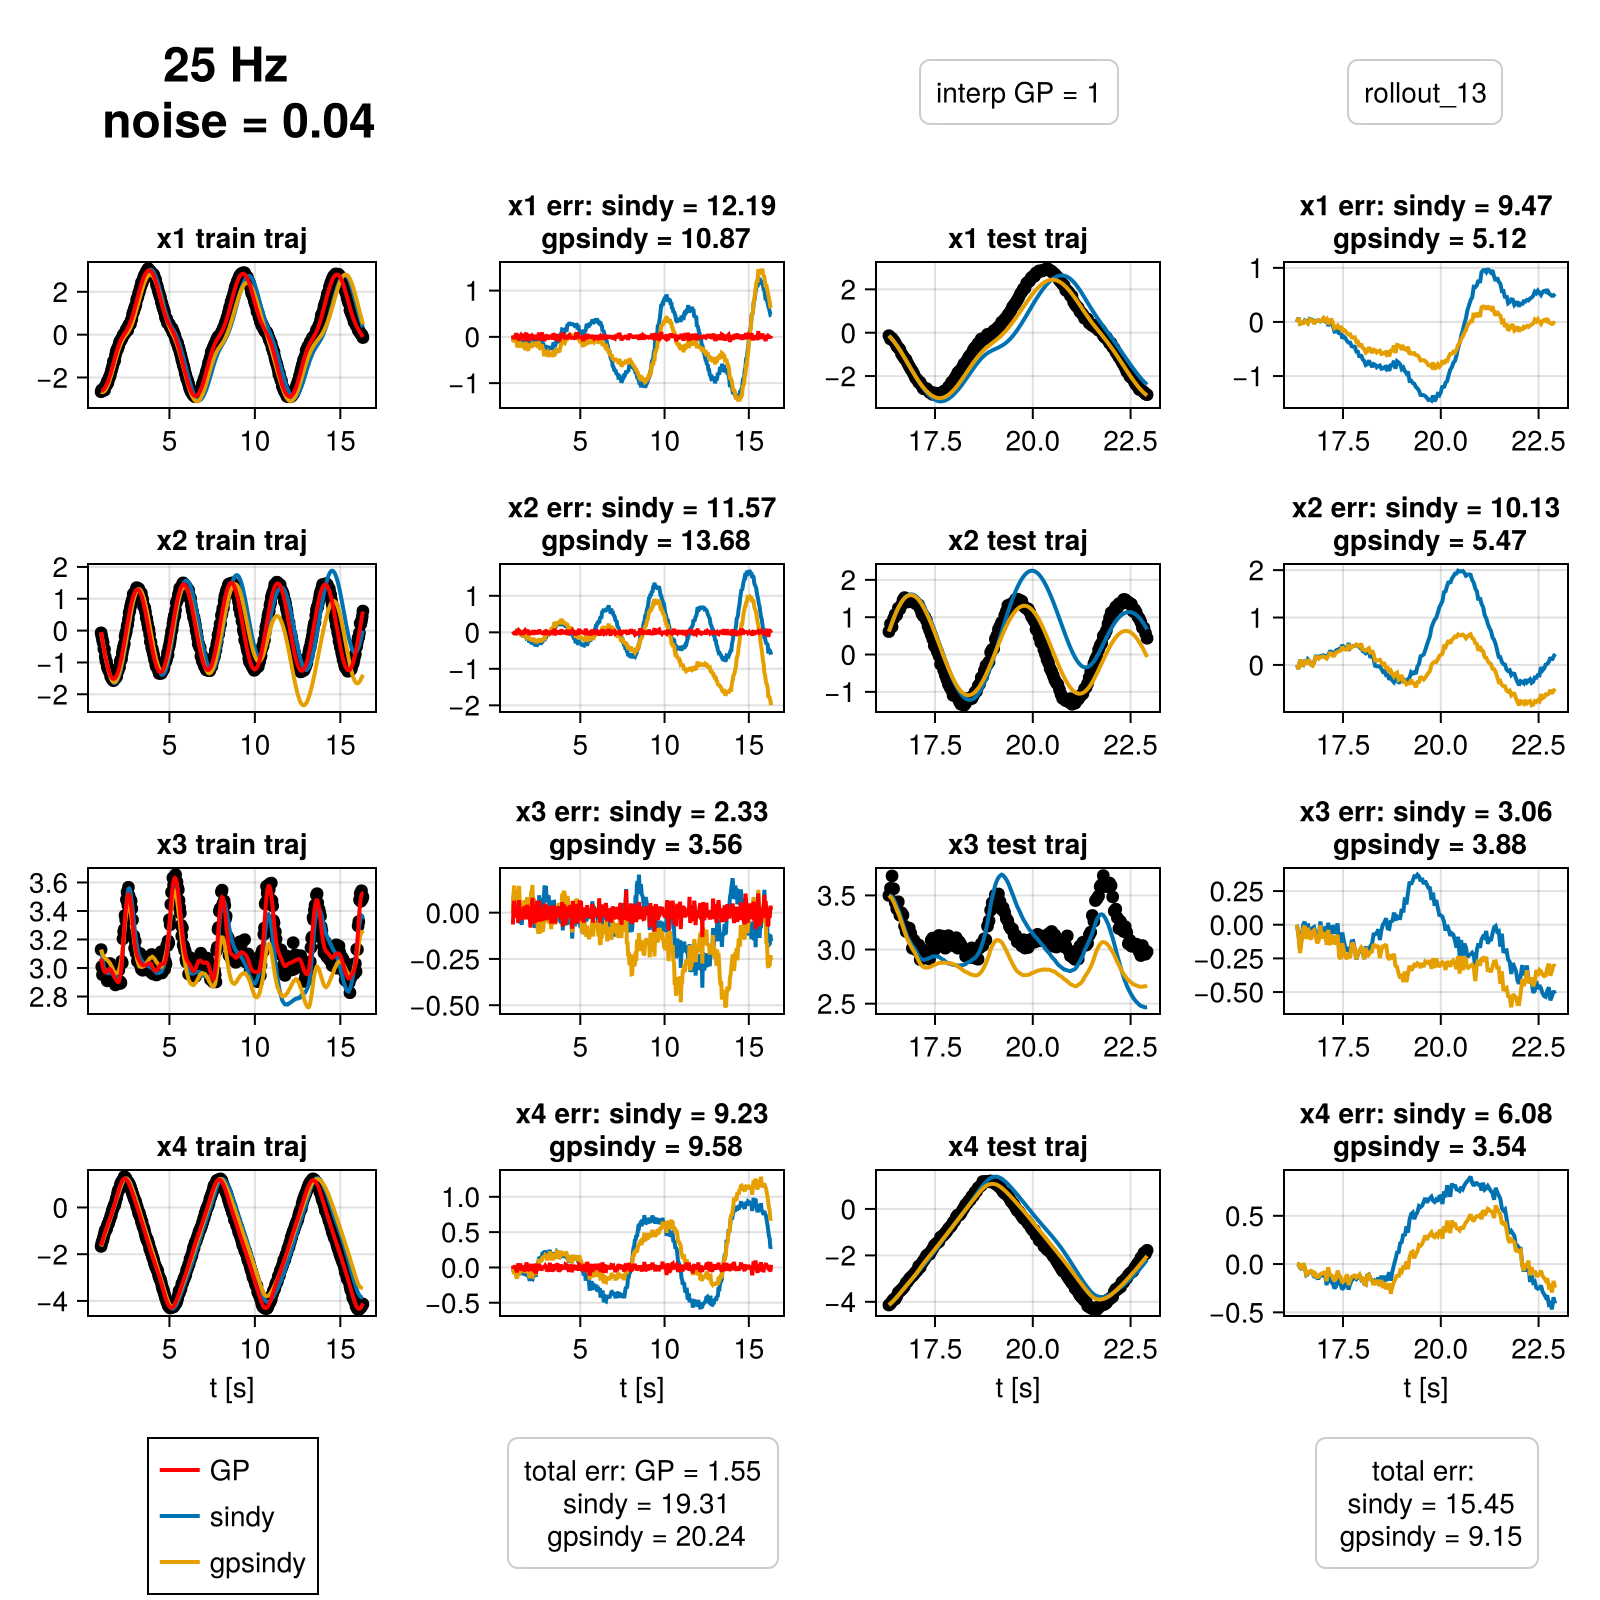 25 Hz
noise = 0.04
interp GP = 1
rollout_13
x1 train traj
x1 err: sindy = 12.19
gpsindy = 10.87
x1 test traj
x1 err: sindy = 9.47
gpsindy = 5.12
2
0
−2
5 10 15
1
0
−1
5 10 15
2
0
−2
17.5 20.0 22.5
1
0
−1
17.5 20.0 22.5
x2 train traj
x2 err: sindy = 11.57
gpsindy = 13.68
x2 test traj
x2 err: sindy = 10.13
gpsindy = 5.47
2
1
0
−1
−2
5 10 15
1
0
−1
−2
5 10 15
2
1
0
−1
17.5 20.0 22.5
2
1
0
17.5 20.0 22.5
x3 train traj
x3 err: sindy = 2.33
gpsindy = 3.56
x3 test traj
x3 err: sindy = 3.06
gpsindy = 3.88
3.6
3.4
3.2
3.0
2.8
5 10 15
0.00
−0.25
−0.50
5 10 15
3.5
3.0
2.5
17.5 20.0 22.5
0.25
0.00
−0.25
−0.50
17.5 20.0 22.5
x4 train traj
x4 err: sindy = 9.23
gpsindy = 9.58
x4 test traj
x4 err: sindy = 6.08
gpsindy = 3.54
0
−2
−4
5 10 15
t [s]
1.0
0.5
0.0
−0.5
5 10 15
t [s]
0
−2
−4
17.5 20.0 22.5
t [s]
0.5
0.0
−0.5
17.5 20.0 22.5
t [s]
GP
sindy
gpsindy
total err: GP = 1.55
sindy = 19.31
gpsindy = 20.24
total err:
sindy = 15.45
gpsindy = 9.15